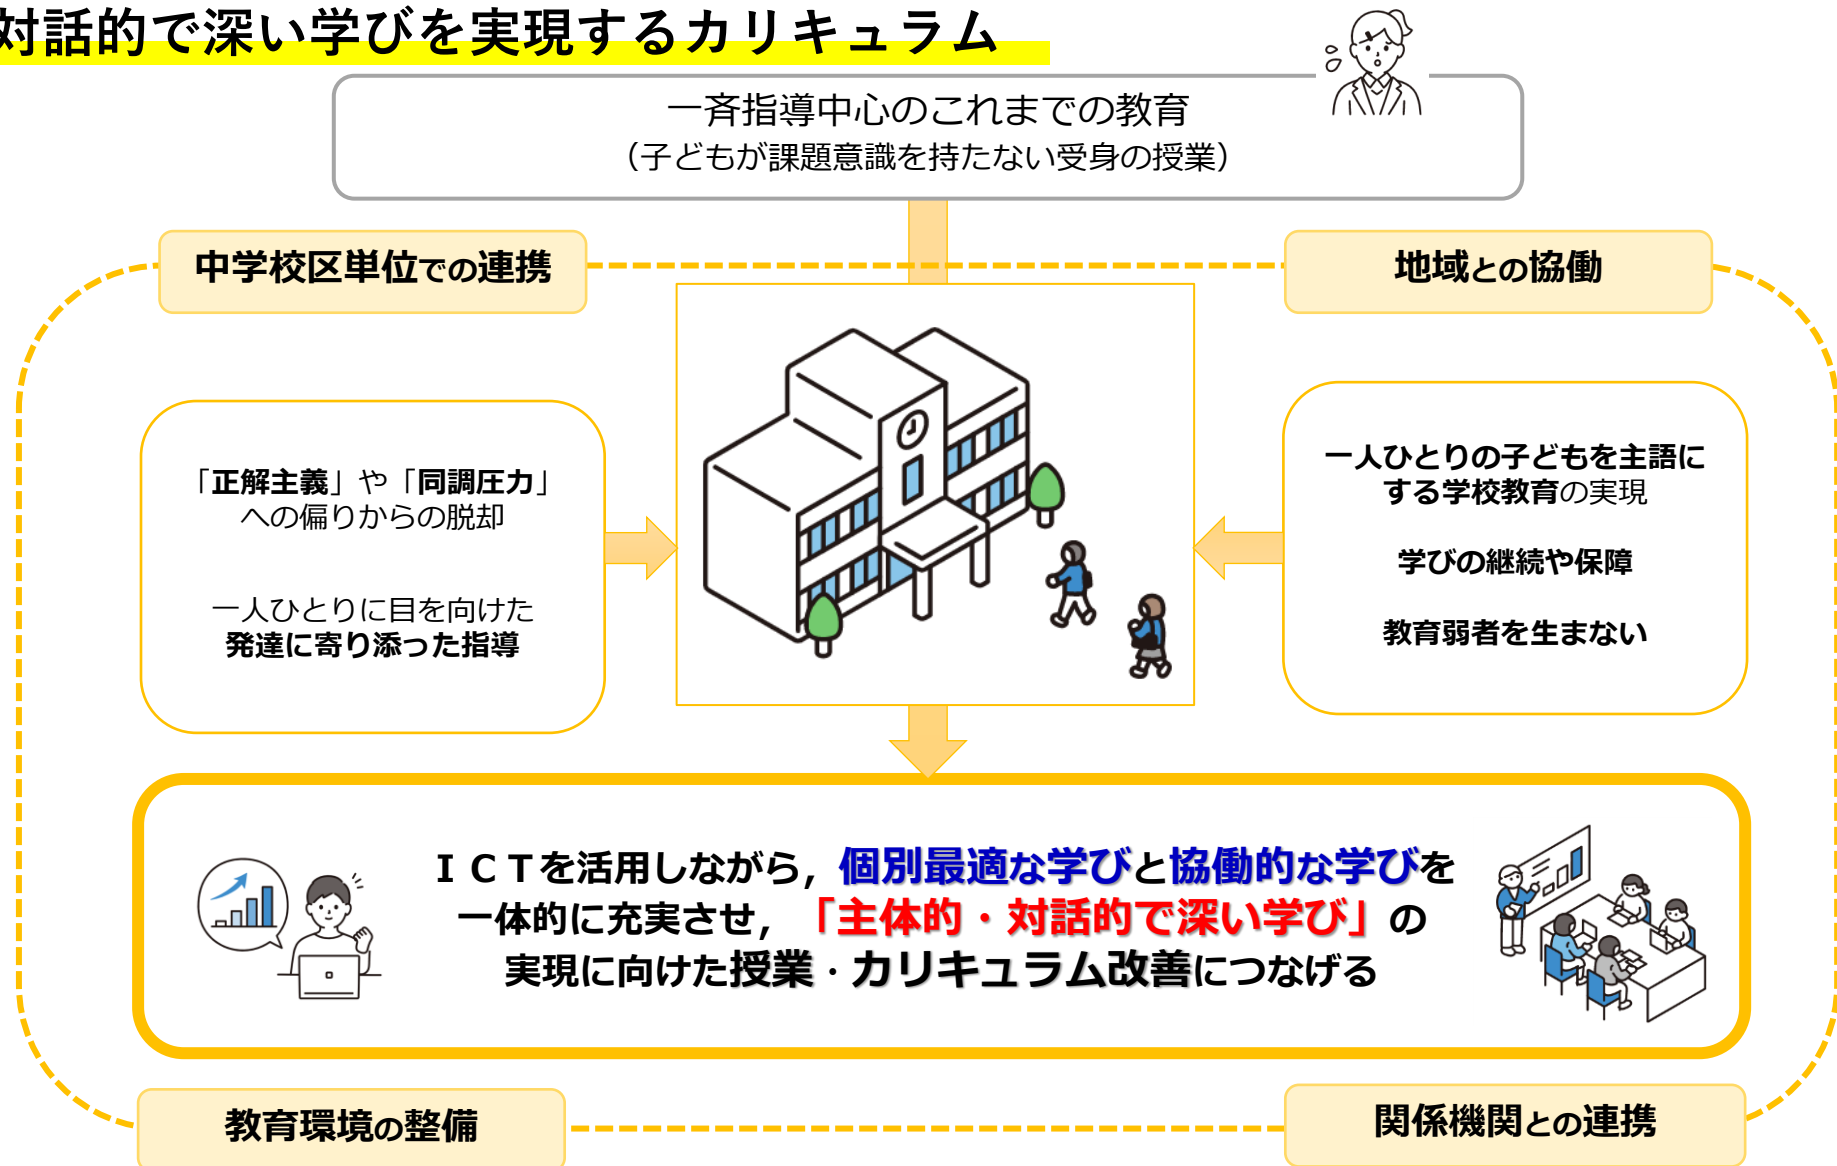 対話的で深い学びを実現するカリキュラム
一斉指導中心のこれまでの教育
（子どもが課題意識を持たない受身の授業）
中学校区単位での連携
地域との協働
「正解主義」や「同調圧力」
への偏りからの脱却
一人ひとりに目を向けた
発達に寄り添った指導
一人ひとりの子どもを主語に
する学校教育の実現
学びの継続や保障
教育弱者を生まない
ＩＣＴを活用しながら，個別最適な学びと協働的な学びを
一体的に充実させ，「主体的・対話的で深い学び」の
実現に向けた授業・カリキュラム改善につなげる
教育環境の整備
関係機関との連携